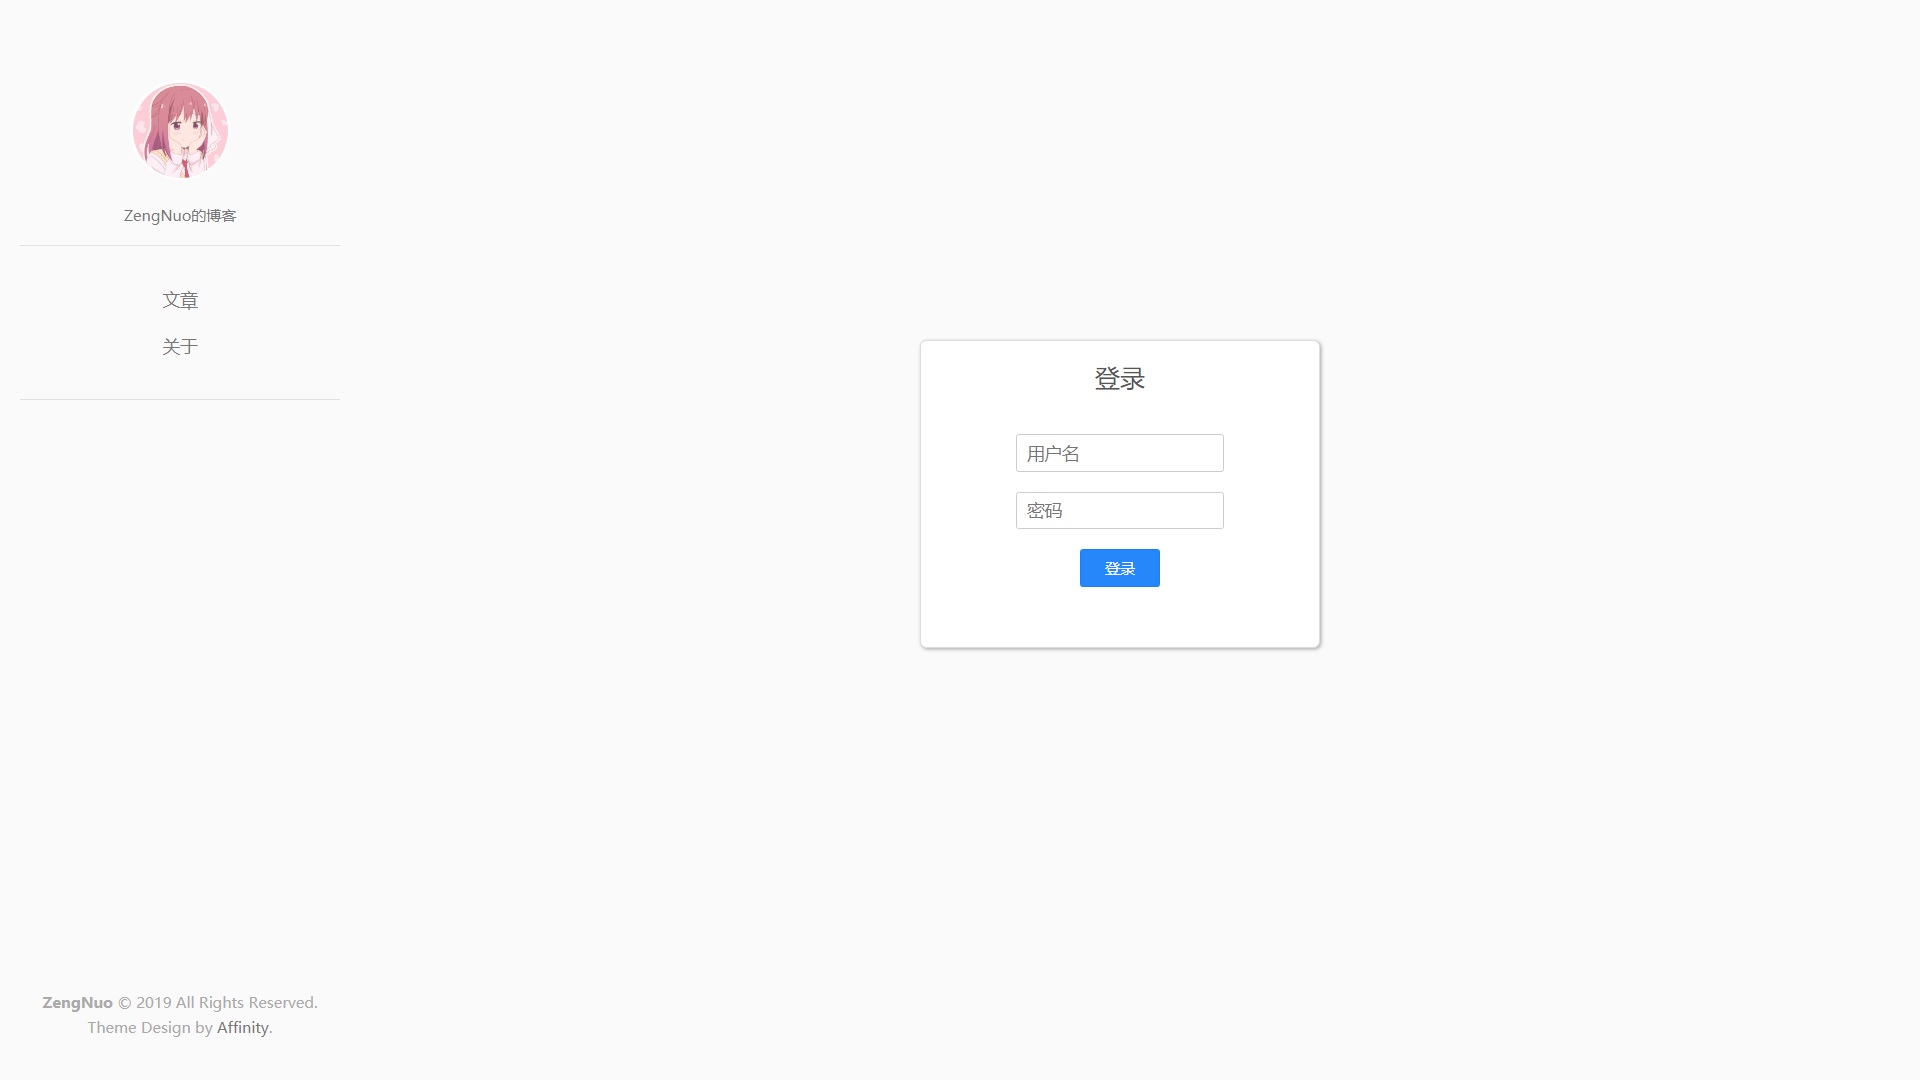 ZengNuo的博客
文章
关于
登录
用户名
密码
登录
ZengNuo © 2019 All Rights Reserved.
Theme Design by Affinity.